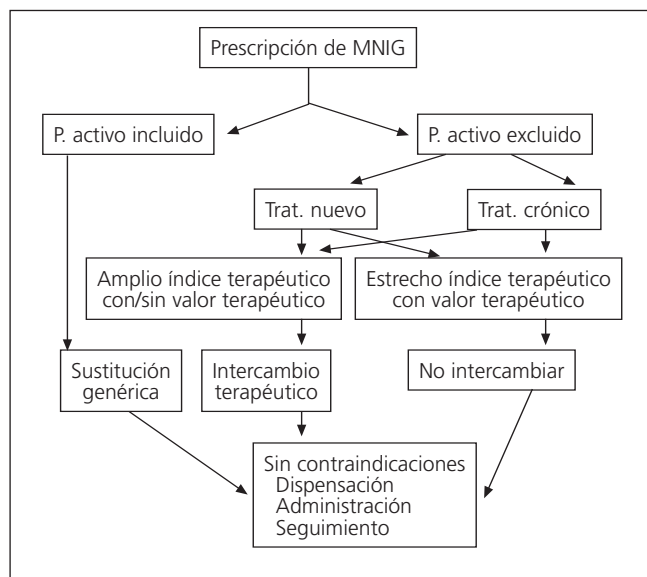 Prescripción de MNIG
P. activo incluido
P. activo excluido
Trat. nuevo
Trat. crónico
Amplio índice terapéutico
con/sin valor terapéutico
Estrecho índice terapéutico
con valor terapéutico
Sustitución
genérica
Intercambio
terapéutico
No intercambiar
Sin contraindicaciones
Dispensación
Administración
Seguimiento